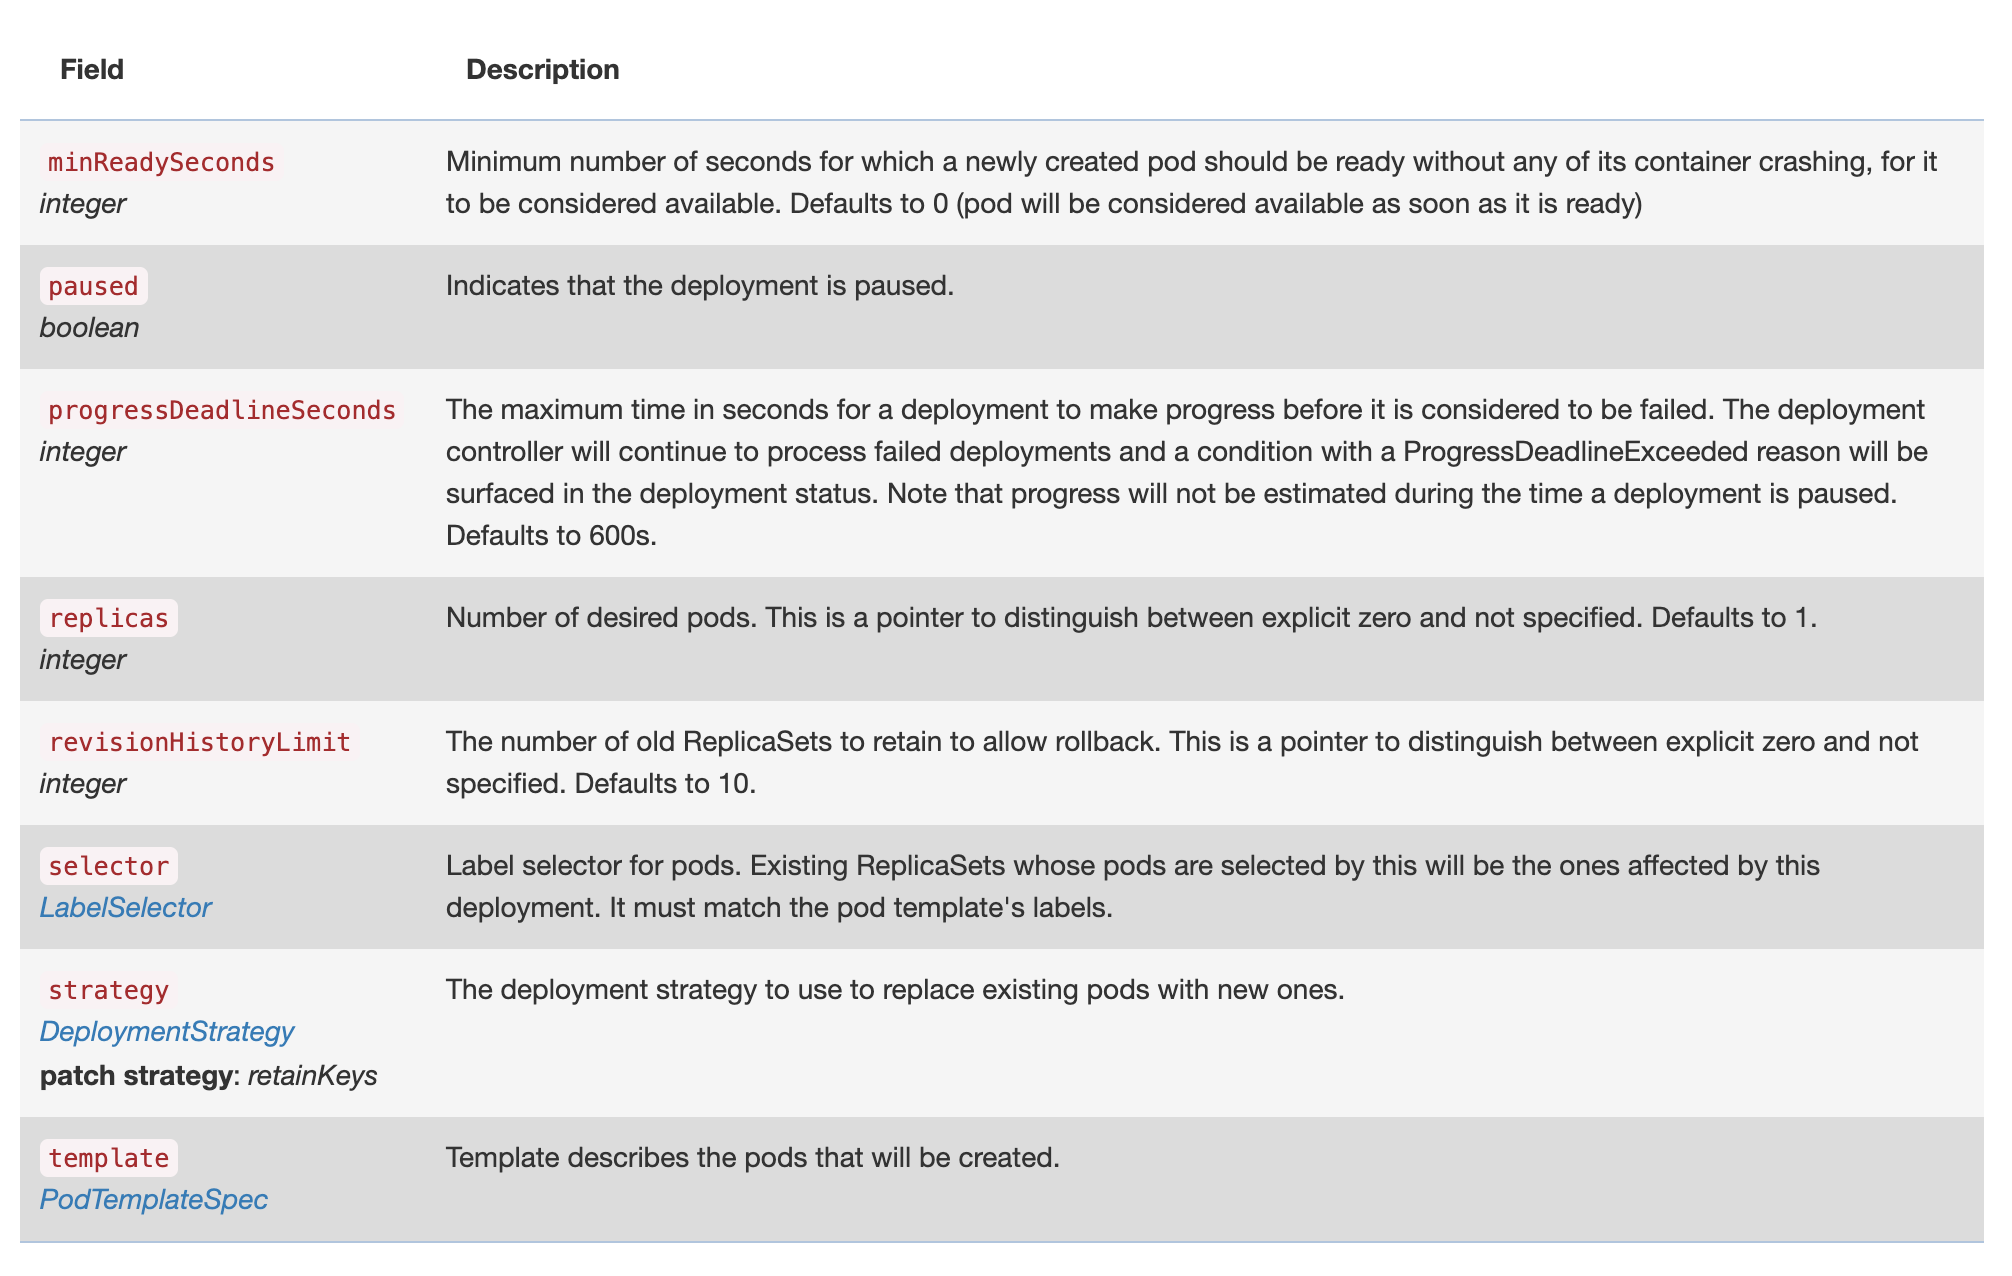 Field Description
minReadySeconds Minimum number of seconds for which a newly created pod should be ready without any of its container crashing, for it
integer to be considered available. Defaults to 0 (pod will be considered available as soon as it is ready)
paused Indicates that the deployment is paused.
boolean
progressDeadlineSeconds The maximum time in seconds for a deployment to make progress before it is considered to be failed. The deployment
integer controller will continue to process failed deployments and a condition with a ProgressDeadlineExceeded reason will be
surfaced in the deployment status. Note that progress will not be estimated during the time a deployment is paused.
Defaults to 600s.
replicas Number of desired pods. This is a pointer to distinguish between explicit zero and not specified. Defaults to 1.
integer
revisionHistoryLimit The number of old ReplicaSets to retain to allow rollback. This is a pointer to distinguish between explicit zero and not
integer specified. Defaults to 10.
selector Label selector for pods. Existing ReplicaSets whose pods are selected by this will be the ones affected by this
LabelSelector deployment. It must match the pod template's labels.
strategy The deployment strategy to use to replace existing pods with new ones.
DeploymentStrategy
patch strategy: retainKeys
template Template describes the pods that will be created.
PodTemplateSpec